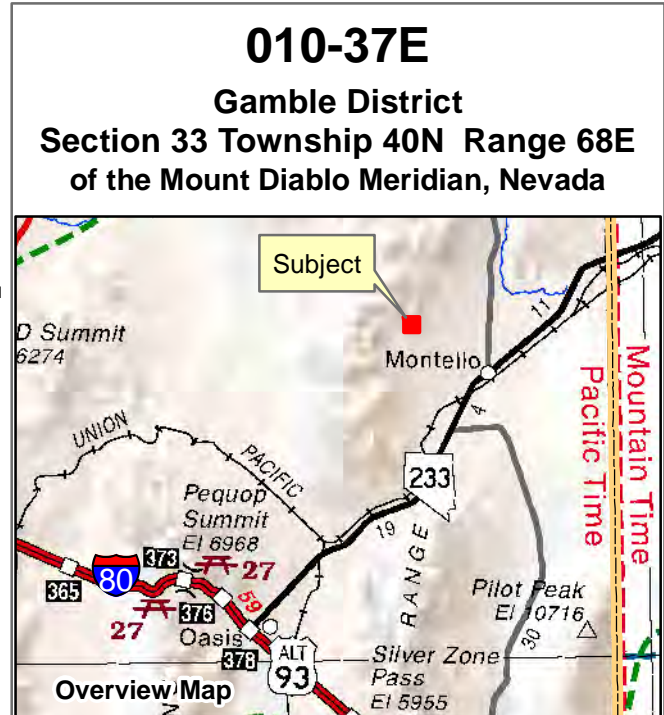 010-37E
Gamble District
Section 33 Township 40N Range 68E
of the Mount Diablo Meridian, Nevada
Subject
D Summit
6274
11
Montello
4
Mountain Time
Pacific Time
UNION
PACIFIC
233
19
Pequop
Summit
El 6968
373
27
80
365
376
59
27
Oasis
378
ALT
93
RANGE
Pilot Peak
El 10716
30
Silver Zone
Pass
El 5955
Overview Map